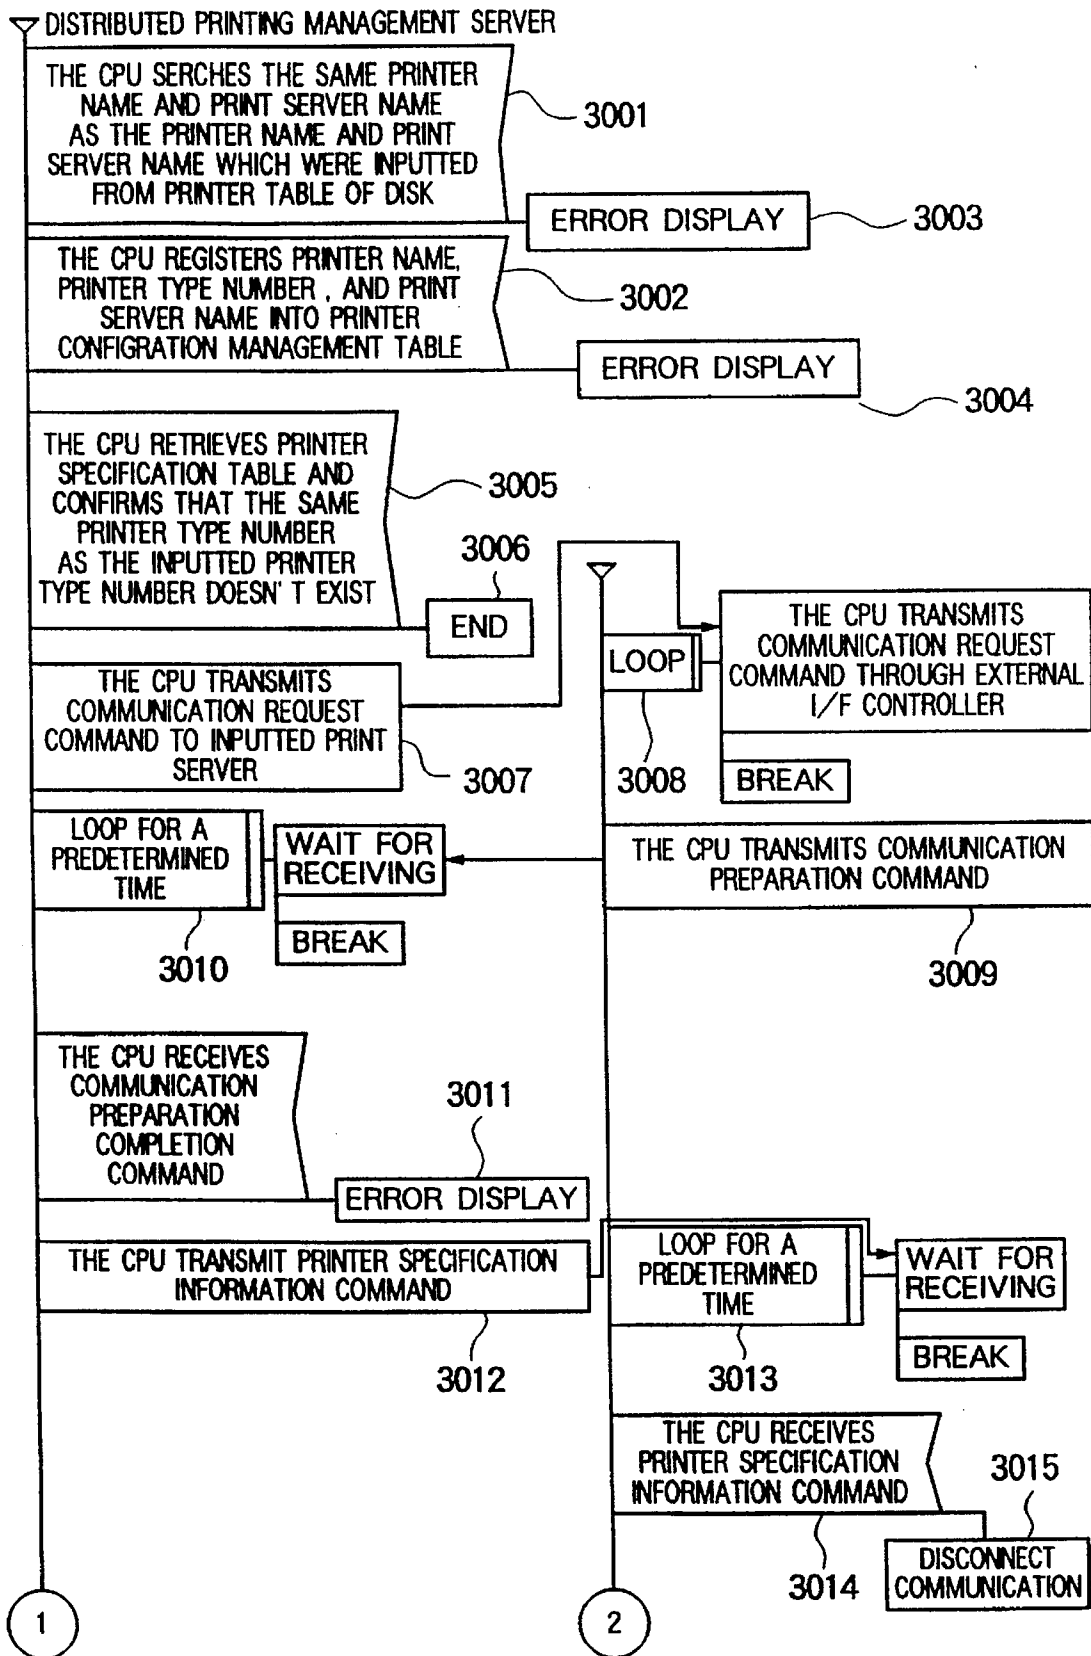 DISTRIBUTED PRINTING MANAGEMENT SERVER
THE CPU SERCHES THE SAME PRINTER
NAME AND PRINT SERVER NAME
AS THE PRINTER NAME AND PRINT
SERVER NAME WHICH WERE INPUTTED
FROM PRINTER TABLE OF DISK
3001
ERROR DISPLAY
3003
THE CPU REGISTERS PRINTER NAME,
PRINTER TYPE NUMBER , AND PRINT
SERVER NAME INTO PRINTER
CONFIGRATION MANAGEMENT TABLE
3002
ERROR DISPLAY
3004
THE CPU RETRIEVES PRINTER
SPECIFICATION TABLE AND
CONFIRMS THAT THE SAME
PRINTER TYPE NUMBER
AS THE INPUTTED PRINTER
TYPE NUMBER DOESN' T EXIST
3005
3006
END
THE CPU TRANSMITS
COMMUNICATION REQUEST
COMMAND TO INPUTTED PRINT
SERVER
3007
LOOP
3008
THE CPU TRANSMITS
COMMUNICATION REQUEST
COMMAND THROUGH EXTERNAL
I/F CONTROLLER
BREAK
LOOP FOR A
PREDETERMINED
TIME
3010
WAIT FOR
RECEIVING
BREAK
THE CPU TRANSMITS COMMUNICATION
PREPARATION COMMAND
3009
THE CPU RECEIVES
COMMUNICATION
PREPARATION
COMPLETION
COMMAND
3011
ERROR DISPLAY
THE CPU TRANSMIT PRINTER SPECIFICATION
INFORMATION COMMAND
3012
LOOP FOR A
PREDETERMINED
TIME
3013
WAIT FOR
RECEIVING
BREAK
THE CPU RECEIVES
PRINTER SPECIFICATION
INFORMATION COMMAND
3014
3015
DISCONNECT
COMMUNICATION
1
2